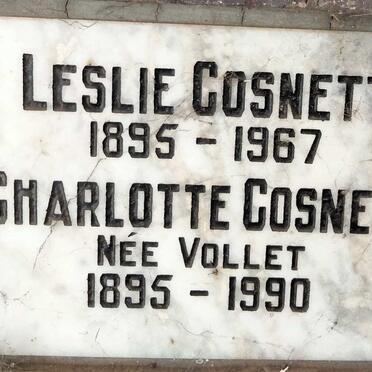 LESLIE COSNETT
1895 - 1967
CHARLOTTE COSNE
NÉE VOLLET
1895 - 1990